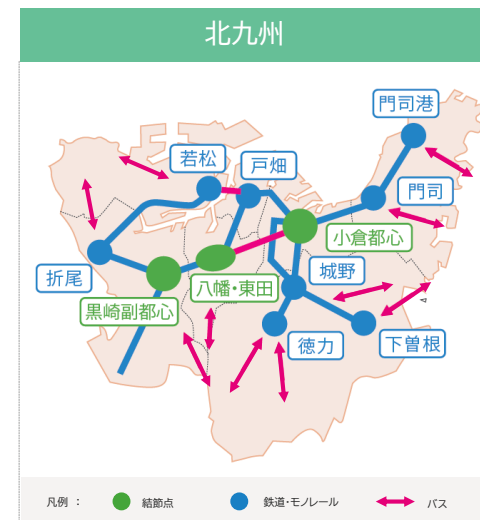 北九州
門司港
若松
戸畑
門司
小倉都心
折尾
城野
八幡・東田
黒崎副都心
徳力
下曽根
凡例 ： 結節点 鉄道・モノレール バス